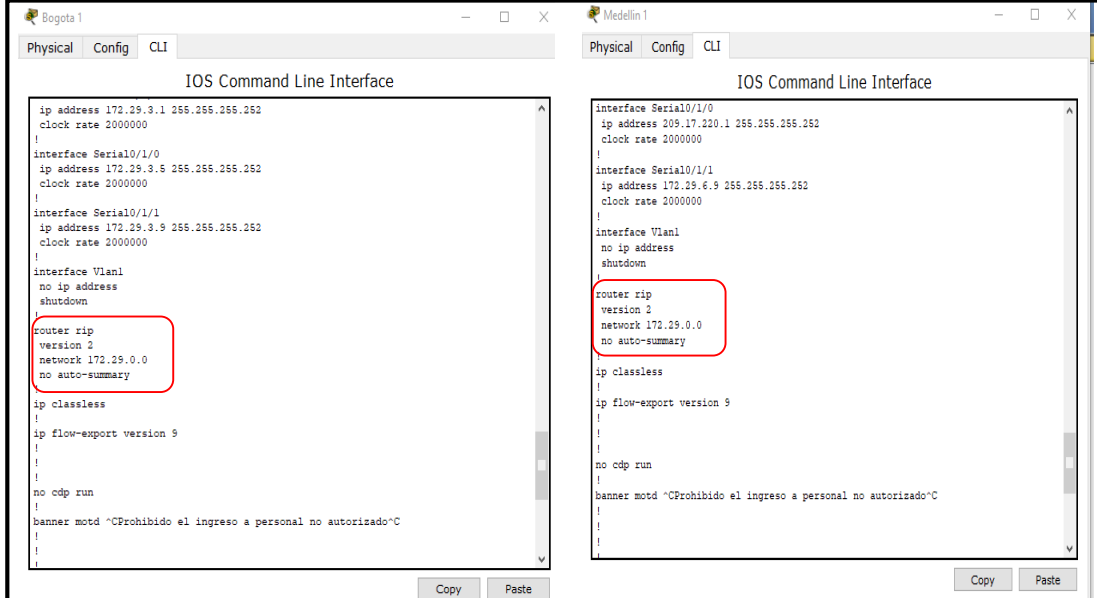 Bogota 1
Physical Config CLI
IOS Command Line Interface
ip address 172.29.3.1 255.255.255.252
clock rate 2000000
!
interface Serial0/1/0
ip address 172.29.3.5 255.255.255.252
clock rate 2000000
!
interface Serial0/1/1
ip address 172.29.3.9 255.255.255.252
clock rate 2000000
!
interface Vlan1
no ip address
shutdown
!
router rip
version 2
network 172.29.0.0
no auto-summary
!
ip classless
!
ip flow-export version 9
!
!
!
no cdp run
!
banner motd ^CProhibido el ingreso a personal no autorizado^C
!
!
!
Copy Paste
Medellin 1
Physical Config CLI
IOS Command Line Interface
interface Serial0/1/0
ip address 209.17.220.1 255.255.255.252
clock rate 2000000
!
interface Serial0/1/1
ip address 172.29.6.9 255.255.255.252
clock rate 2000000
!
interface Vlan1
no ip address
shutdown
!
router rip
version 2
network 172.29.0.0
no auto-summary
!
ip classless
!
ip flow-export version 9
!
!
!
no cdp run
!
banner motd ^CProhibido el ingreso a personal no autorizado^C
!
!
!
!
Copy Paste